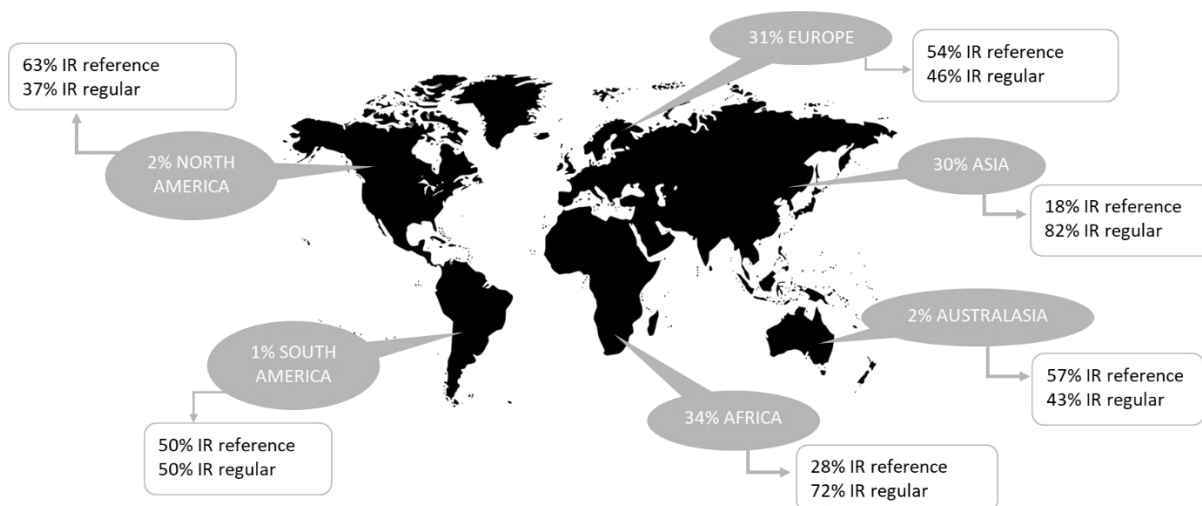 31% EUROPE
54% IR reference
46% IR regular
63% IR reference
37% IR regular
2% NORTH
AMERICA
30% ASIA
18% IR reference
82% IR regular
2% AUSTRALASIA
57% IR reference
43% IR regular
1% SOUTH
AMERICA
50% IR reference
50% IR regular
34% AFRICA
28% IR reference
72% IR regular